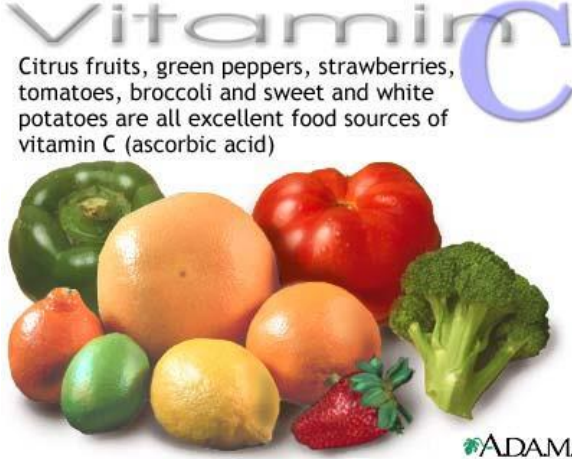 Vitamin C
Citrus fruits, green peppers, strawberries,
tomatoes, broccoli and sweet and white
potatoes are all excellent food sources of
vitamin C (ascorbic acid)
A.D.A.M.